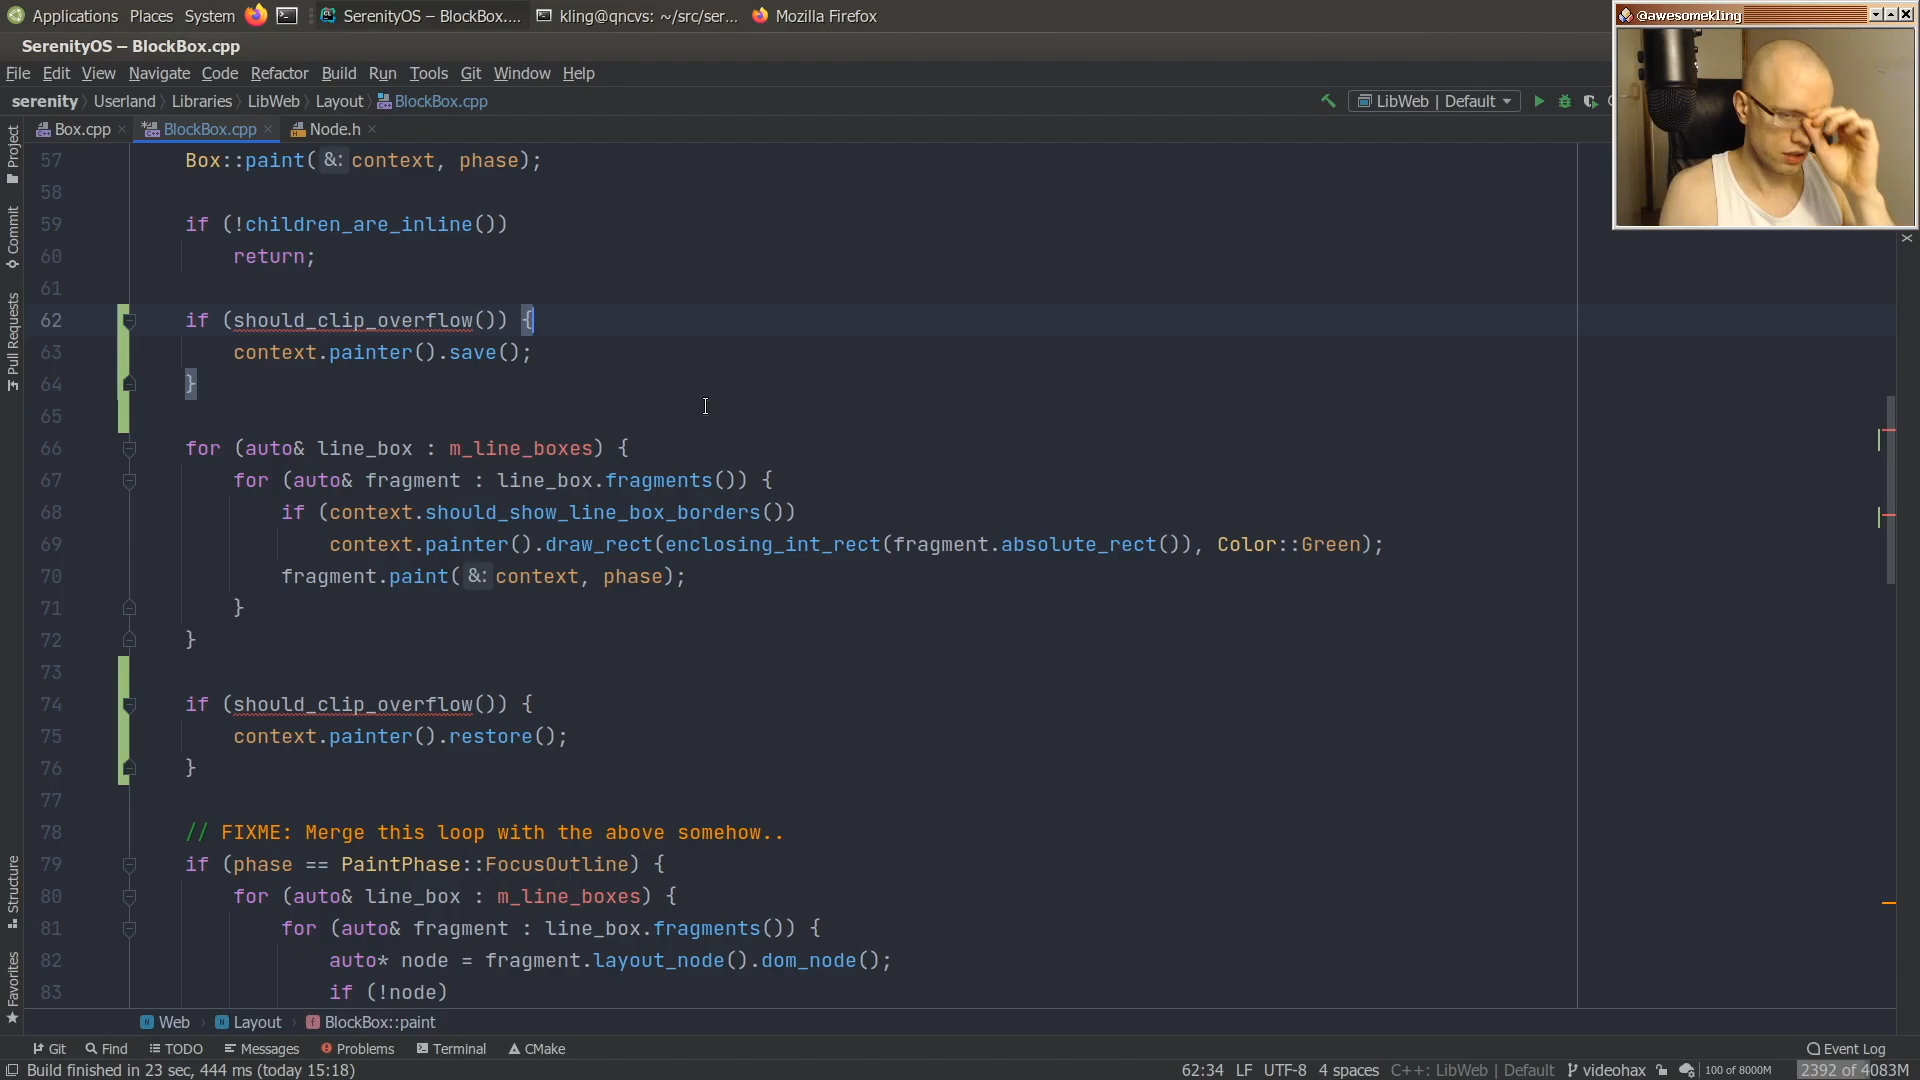 Applications Places System SerenityOS – BlockBox.... kling@qncvs: ~/src/ser... Mozilla Firefox
@awesomekling
SerenityOS – BlockBox.cpp
File Edit View Navigate Code Refactor Build Run Tools Git Window Help
serenity Userland Libraries LibWeb Layout BlockBox.cpp LibWeb | Default
Box.cpp BlockBox.cpp Node.h
Project
Commit
Pull Requests
Structure
Favorites
57 Box::paint( &: context, phase);
58
59 if (!children_are_inline())
60 return;
61
62 if (should_clip_overflow()) {
63 context.painter().save();
64 }
65
66 for (auto& line_box : m_line_boxes) {
67 for (auto& fragment : line_box.fragments()) {
68 if (context.should_show_line_box_borders())
69 context.painter().draw_rect(enclosing_int_rect(fragment.absolute_rect()), Color::Green);
70 fragment.paint( &: context, phase);
71 }
72 }
73
74 if (should_clip_overflow()) {
75 context.painter().restore();
76 }
77
78 // FIXME: Merge this loop with the above somehow..
79 if (phase == PaintPhase::FocusOutline) {
80 for (auto& line_box : m_line_boxes) {
81 for (auto& fragment : line_box.fragments()) {
82 auto* node = fragment.layout_node().dom_node();
83 if (!node)
Web Layout BlockBox::paint
Git Find TODO Messages Problems Terminal CMake Event Log
Build finished in 23 sec, 444 ms (today 15:18) 62:34 LF UTF-8 4 spaces C++: LibWeb | Default videohax 100 of 8000M 2392 of 4083M